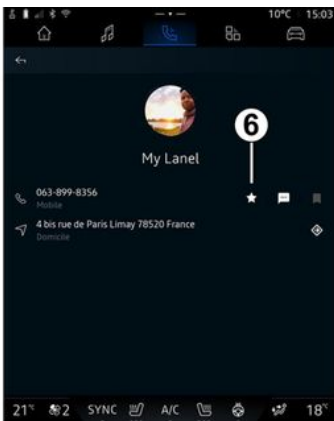 10°C 15:03
My Lanel
6
063-899-8356
Mobile
4 bis rue de Paris Limay 78520 France
Domicile
21° 2 SYNC A/C 18°